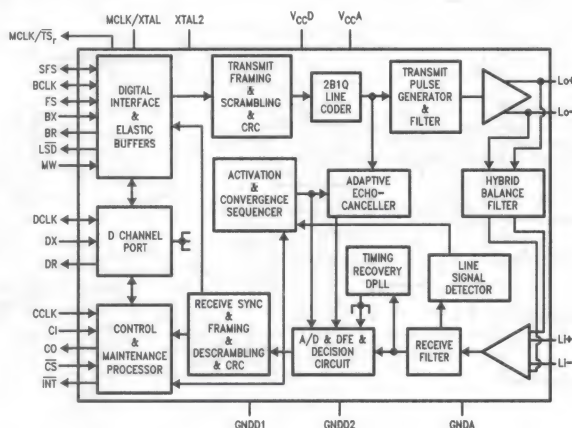 MCLK/XTAL
XTAL2
VCCD
VCCA
MCLK/TSr
SFS
BCLK
FS
BX
BR
LSD
MW
DIGITAL
INTERFACE
&
ELASTIC
BUFFERS
TRANSMIT
FRAMING
&
SCRAMBLING
&
CRC
2B1Q
LINE
CODER
TRANSMIT
PULSE
GENERATOR
&
FILTER
Lo+
Lo-
ACTIVATION
&
CONVERGENCE
SEQUENCER
ADAPTIVE
ECHO-
CANCELLER
HYBRID
BALANCE
FILTER
DCLK
DX
DR
D CHANNEL
PORT
TIMING
RECOVERY
DPLL
LINE
SIGNAL
DETECTOR
CCLK
CI
CO
CS
INT
CONTROL
&
MAINTENANCE
PROCESSOR
RECEIVE SYNC
&
FRAMING
&
DESCRAMBLING
& CRC
A/D & DFE &
DECISION
CIRCUIT
RECEIVE
FILTER
Li+
Li-
GNDD1
GNDD2
GNDA